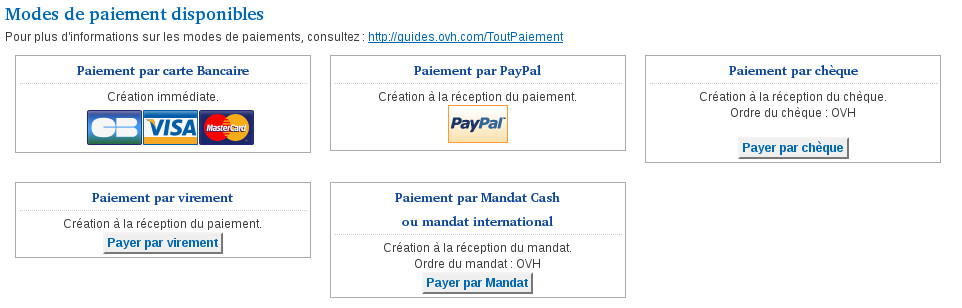 Modes de paiement disponibles
Pour plus d'informations sur les modes de paiements, consultez : http://guides.ovh.com/ToutPaiement
Paiement par carte Bancaire
Création immédiate.
CB VISA MasterCard
Paiement par PayPal
Création à la réception du paiement.
PayPal
Paiement par chèque
Création à la réception du chèque.
Ordre du chèque : OVH
Payer par chèque
Paiement par virement
Création à la réception du paiement.
Payer par virement
Paiement par Mandat Cash
ou mandat international
Création à la réception du mandat.
Ordre du mandat : OVH
Payer par Mandat